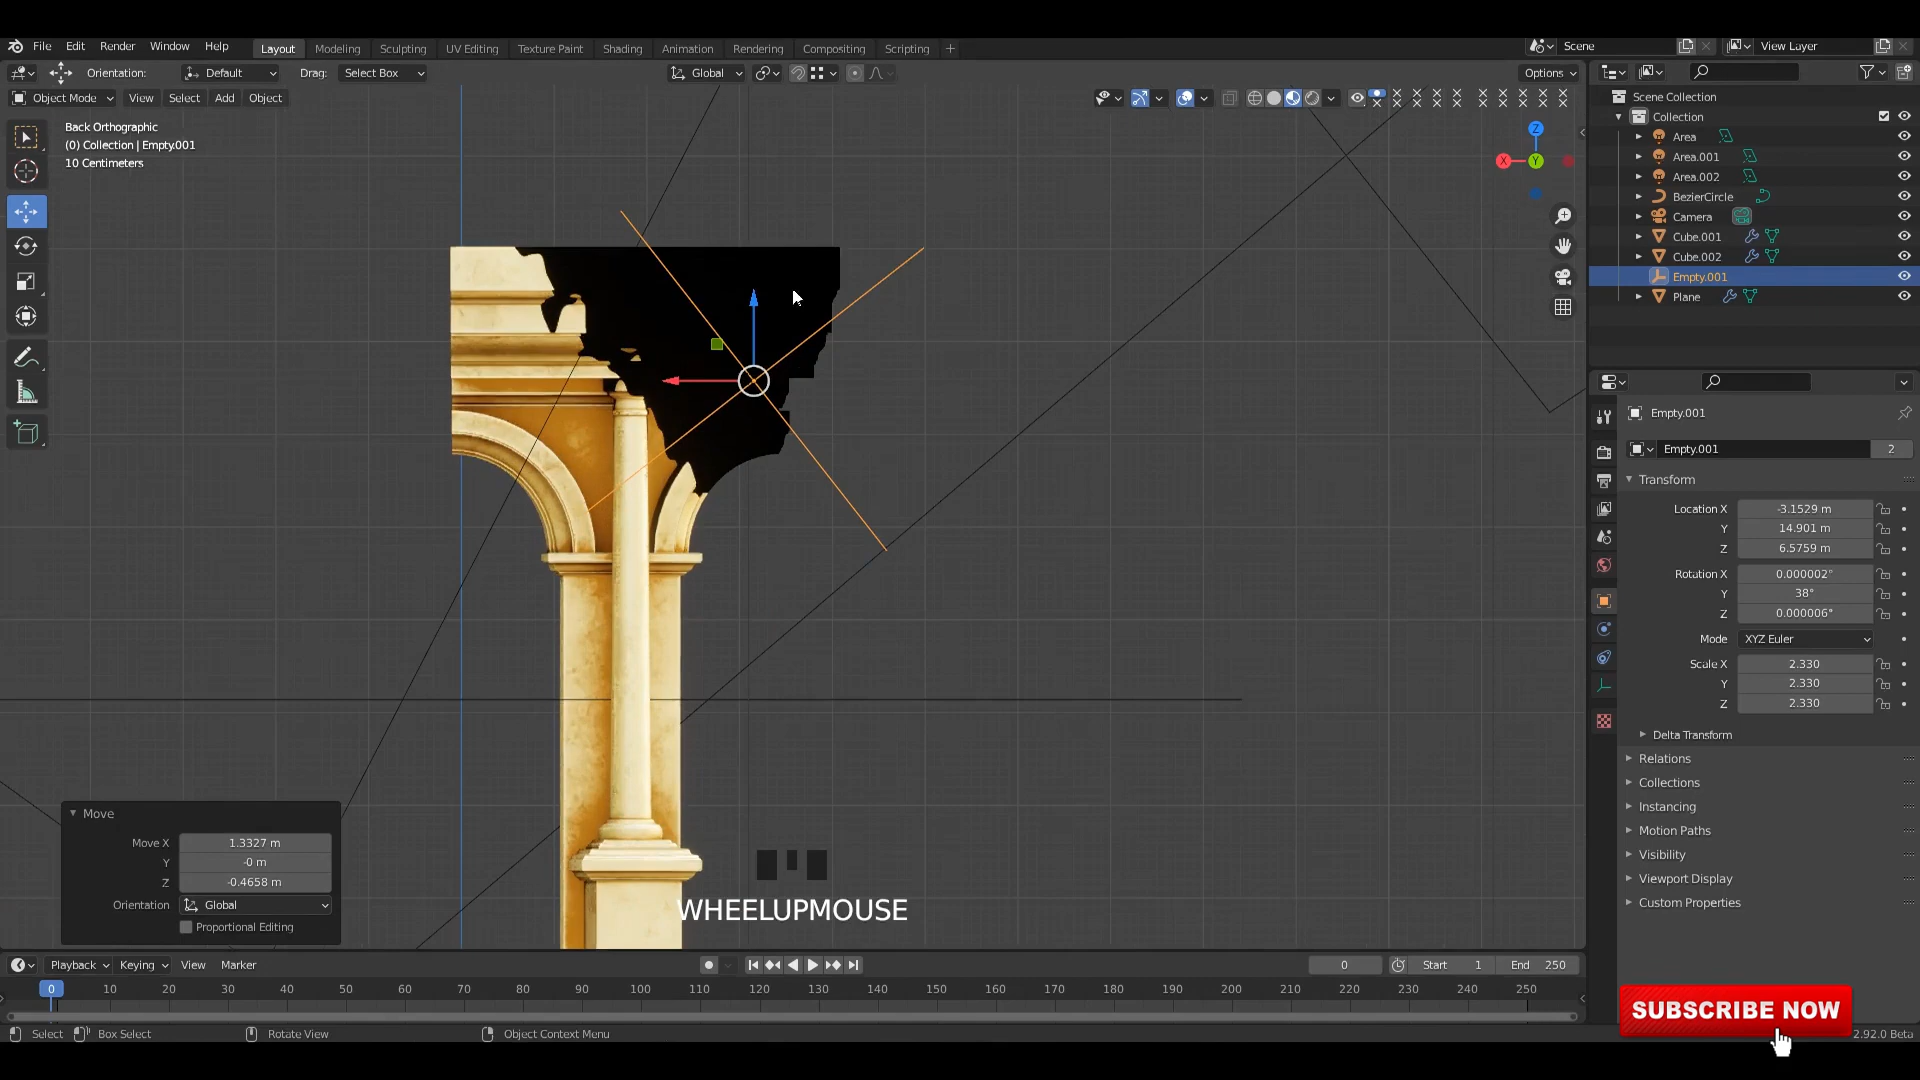 File Edit Render Window Help Layout Modeling Sculpting UV Editing Texture Paint Shading Animation Rendering Compositing Scripting + Scene View Layer
Orientation: Default Drag: Select Box Global Options
Object Mode View Select Add Object
Back Orthographic
(0) Collection | Empty.001
10 Centimeters
Z
X
Y
Scene Collection
Collection
Area
Area.001
Area.002
BezierCircle
Camera
Cube.001
Cube.002
Empty.001
Plane
Empty.001
Empty.001 2
Transform
Location X -3.1529 m
Y 14.901 m
Z 6.5759 m
Rotation X 0.000002°
Y 38°
Z 0.000006°
Mode XYZ Euler
Scale X 2.330
Y 2.330
Z 2.330
Delta Transform
Relations
Collections
Instancing
Motion Paths
Visibility
Viewport Display
Custom Properties
Move
Move X 1.3327 m
Y -0 m
Z -0.4658 m
Orientation Global
Proportional Editing
WHEELUPMOUSE
Playback Keying View Marker 0 Start 1 End 250
0 10 20 30 40 50 60 70 80 90 100 110 120 130 140 150 160 170 180 190 200 210 220 230 240 250
SUBSCRIBE NOW
Select Box Select Rotate View Object Context Menu 2.92.0 Beta